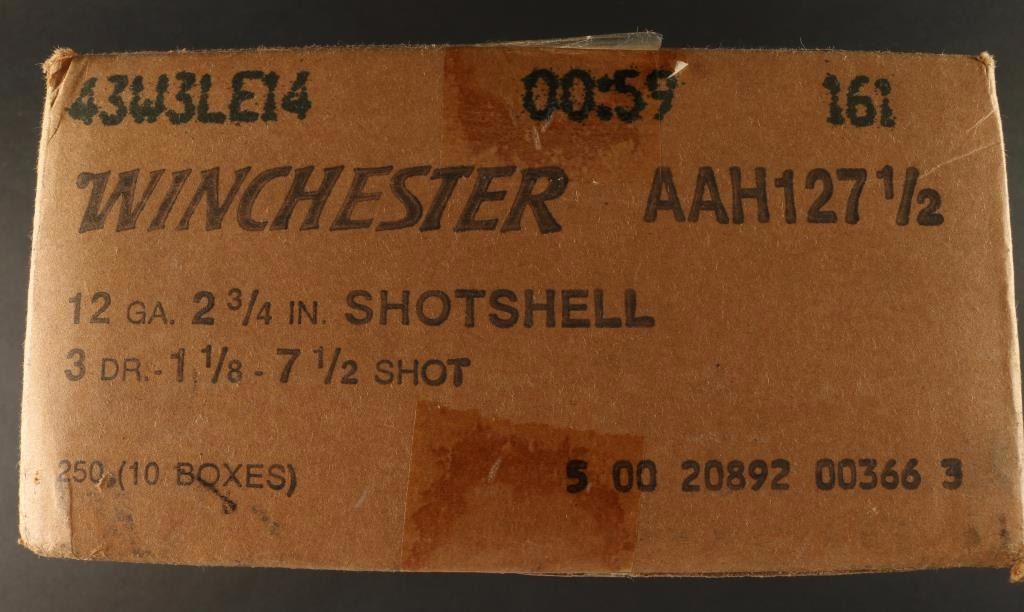 43W3LE14 00:59 161
WINCHESTER AAH127 1/2
12 GA. 2 3/4 IN. SHOTSHELL
3 DR.- 1 1/8 - 7 1/2 SHOT
250 (10 BOXES) 5 00 20892 00366 3